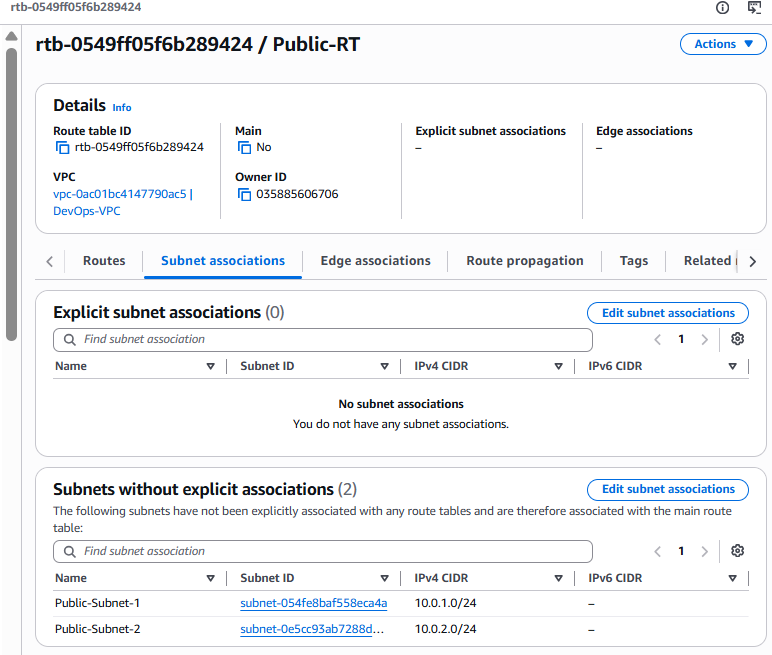 rtb-0549ff05f6b289424
rtb-0549ff05f6b289424 / Public-RT
Actions
Details Info
Route table ID
rtb-0549ff05f6b289424
Main
No
Explicit subnet associations
–
Edge associations
–
VPC
vpc-0ac01bc4147790ac5 |
DevOps-VPC
Owner ID
035885606706
Routes Subnet associations Edge associations Route propagation Tags Related
Explicit subnet associations (0) Edit subnet associations
Find subnet association 1
Name Subnet ID IPv4 CIDR IPv6 CIDR
No subnet associations
You do not have any subnet associations.
Subnets without explicit associations (2) Edit subnet associations
The following subnets have not been explicitly associated with any route tables and are therefore associated with the main route
table:
Find subnet association 1
Name Subnet ID IPv4 CIDR IPv6 CIDR
Public-Subnet-1 subnet-054fe8baf558eca4a 10.0.1.0/24 –
Public-Subnet-2 subnet-0e5cc93ab7288d... 10.0.2.0/24 –